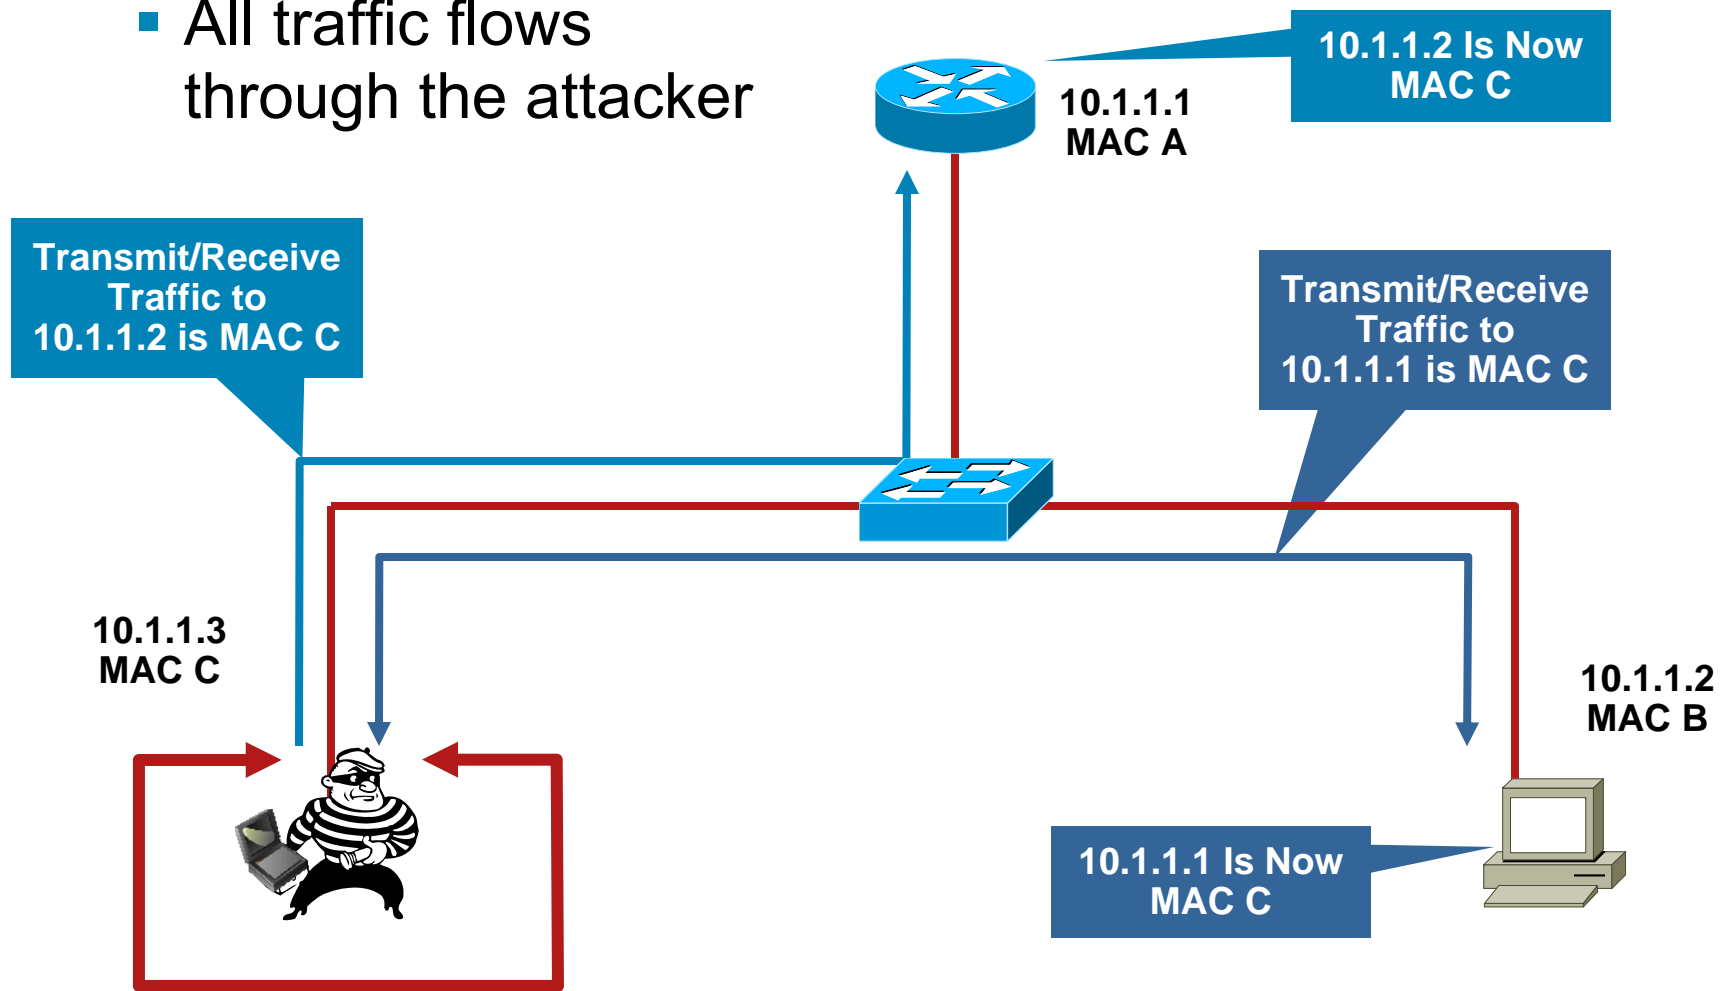 All traffic flows
through the attacker
10.1.1.2 Is Now
MAC C
10.1.1.1
MAC A
Transmit/Receive
Traffic to
10.1.1.2 is MAC C
Transmit/Receive
Traffic to
10.1.1.1 is MAC C
10.1.1.3
MAC C
10.1.1.2
MAC B
10.1.1.1 Is Now
MAC C